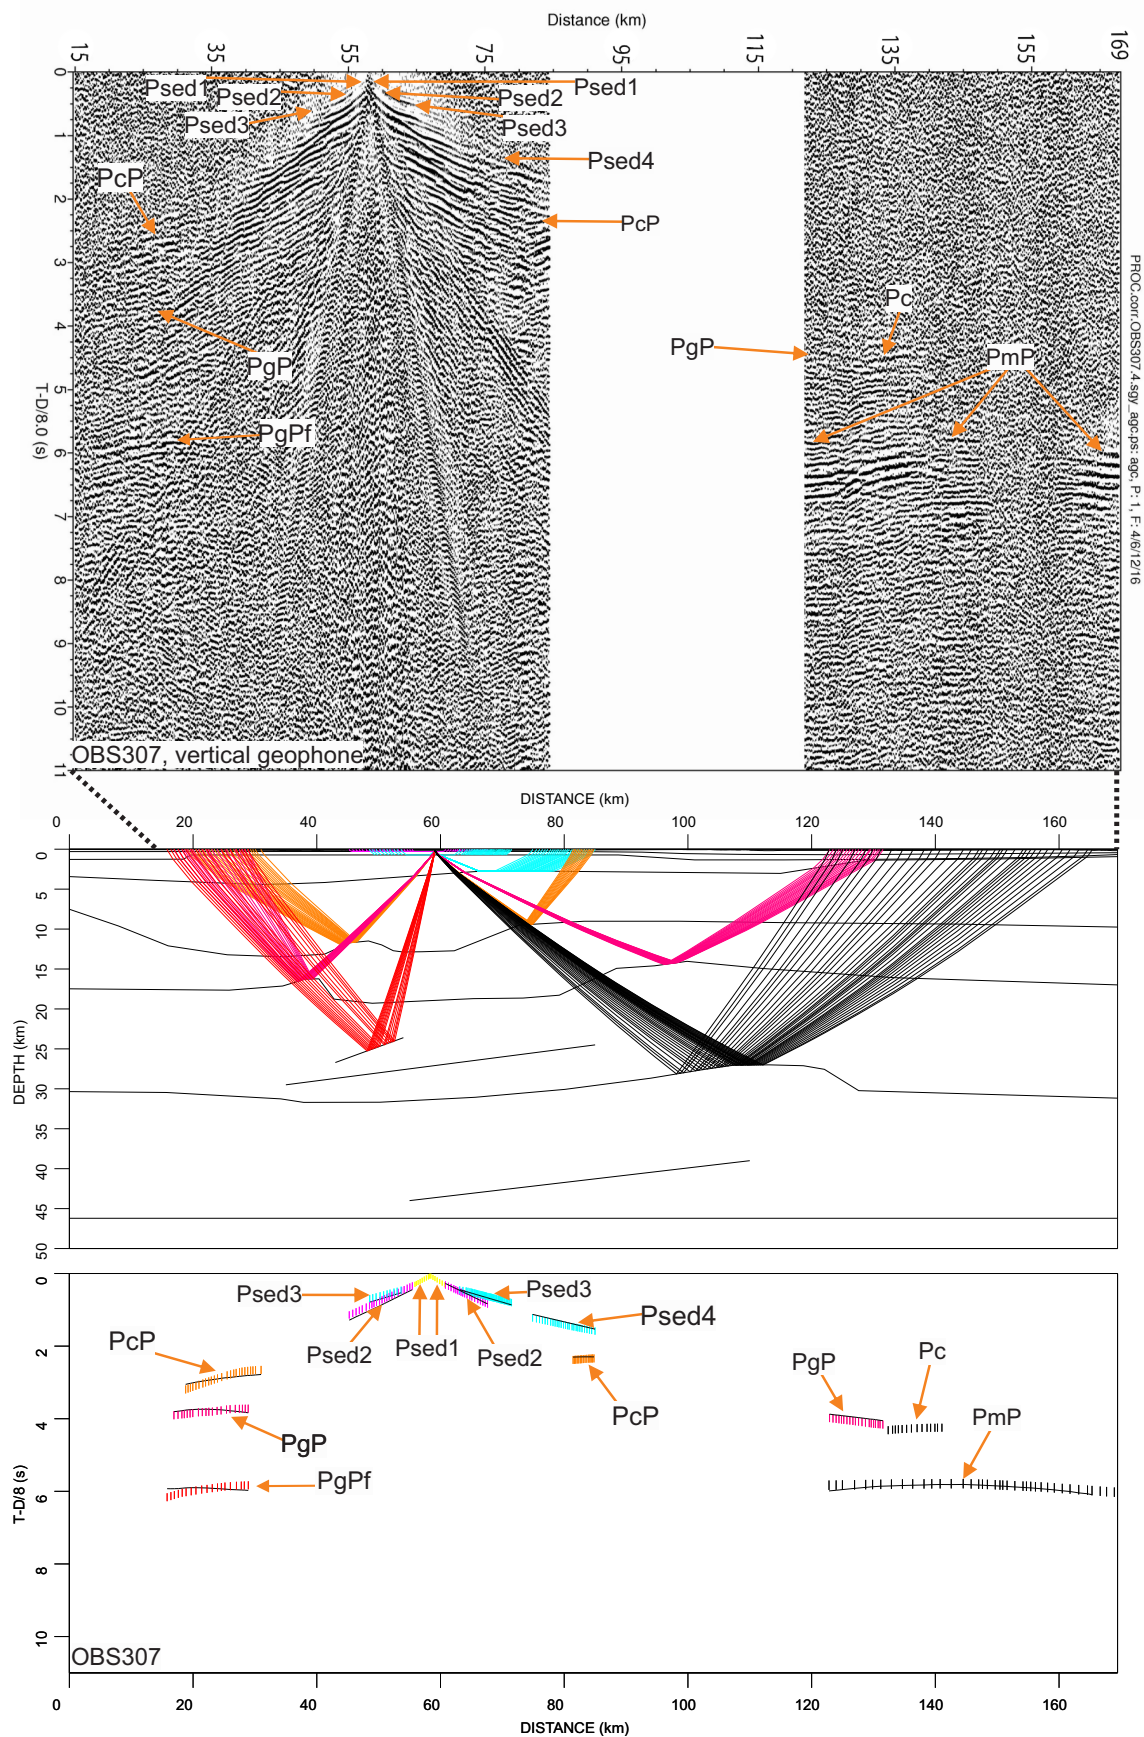 Distance (km)
15 35 55 75 95 115 135 155 169
0
Psed1 Psed1
Psed2 Psed2
Psed3 Psed3
1
Psed4
PcP
2
PcP
3
Pc
4
PgP PgP
PmP
5
PgPf
6
7
8
9
10
11
T-D/8.0 (s)
PROC.corr.OBS307.4.sgy_agc-ps: agc, P: 1, F: 4/6/12/16
OBS307, vertical geophone
DISTANCE (km)
0 20 40 60 80 100 120 140 160
0
5
10
15
20
25
30
35
40
45
50
DEPTH (km)
0
Psed3 Psed3
Psed4
Psed2 Psed1 Psed2
PcP
2
PgP Pc
PcP
PmP
4
PgP
PgPf
6
8
10
T-D/8 (s)
OBS307
0 20 40 60 80 100 120 140 160
DISTANCE (km)